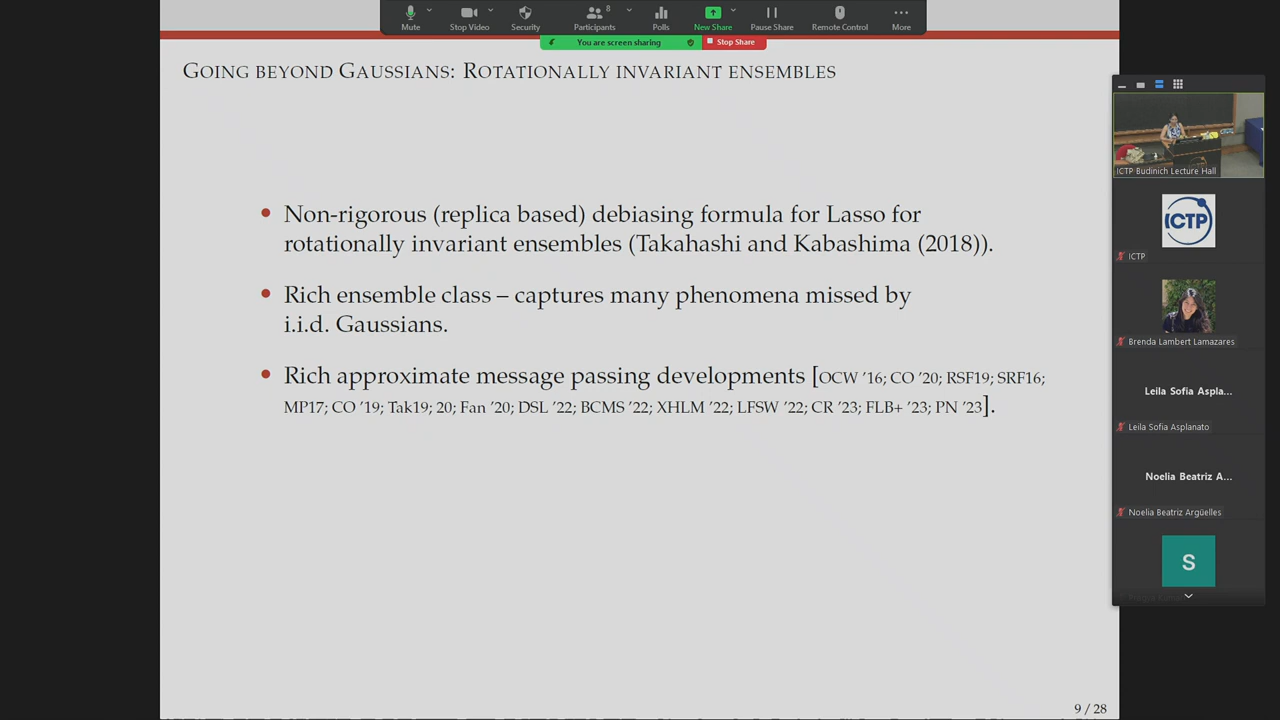 Mute
Stop Video
Security
Participants
8
Polls
New Share
Pause Share
Remote Control
More
You are screen sharing
Stop Share
GOING BEYOND GAUSSIANS: ROTATIONALLY INVARIANT ENSEMBLES
• Non-rigorous (replica based) debiasing formula for Lasso for
rotationally invariant ensembles (Takahashi and Kabashima (2018)).
• Rich ensemble class – captures many phenomena missed by
i.i.d. Gaussians.
• Rich approximate message passing developments [OCW '16; CO '20; RSF19; SRF16;
MP17; CO '19; Tak19; 20; Fan '20; DSL '22; BCMS '22; XHLM '22; LFSW '22; CR '23; FLB+ '23; PN '23].
9 / 28
ICTP Budinich Lecture Hall
ICTP
ICTP
Brenda Lambert Lamazares
Leila Sofia Aspla...
Leila Sofia Asplanato
Noelia Beatriz A...
Noelia Beatriz Argüelles
S